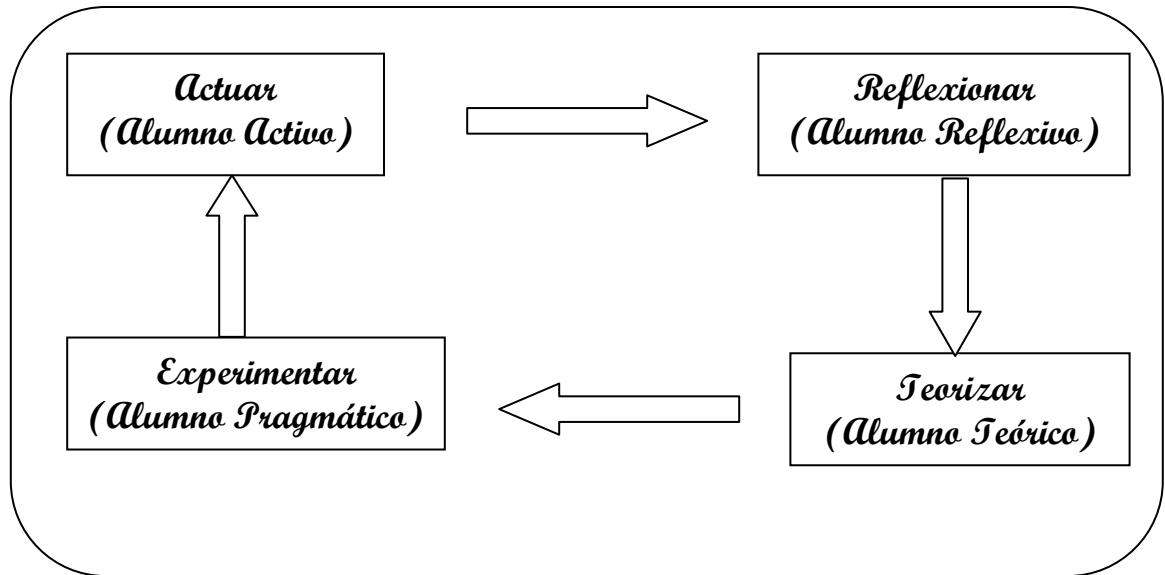 Actuar
(Alumno Activo)
Reflexionar
(Alumno Reflexivo)
Experimentar
(Alumno Pragmático)
Teorizar
(Alumno Teórico)